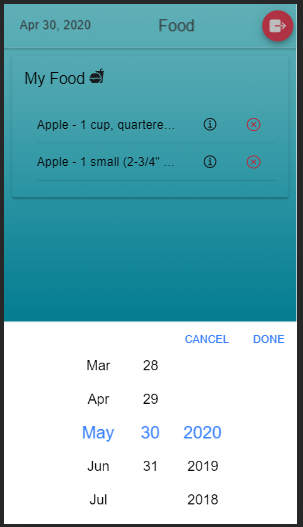 Apr 30, 2020 Food
My Food
Apple - 1 cup, quartere...
Apple - 1 small (2-3/4" ...
CANCEL DONE
Mar 28
Apr 29
May 30 2020
Jun 31 2019
Jul 2018